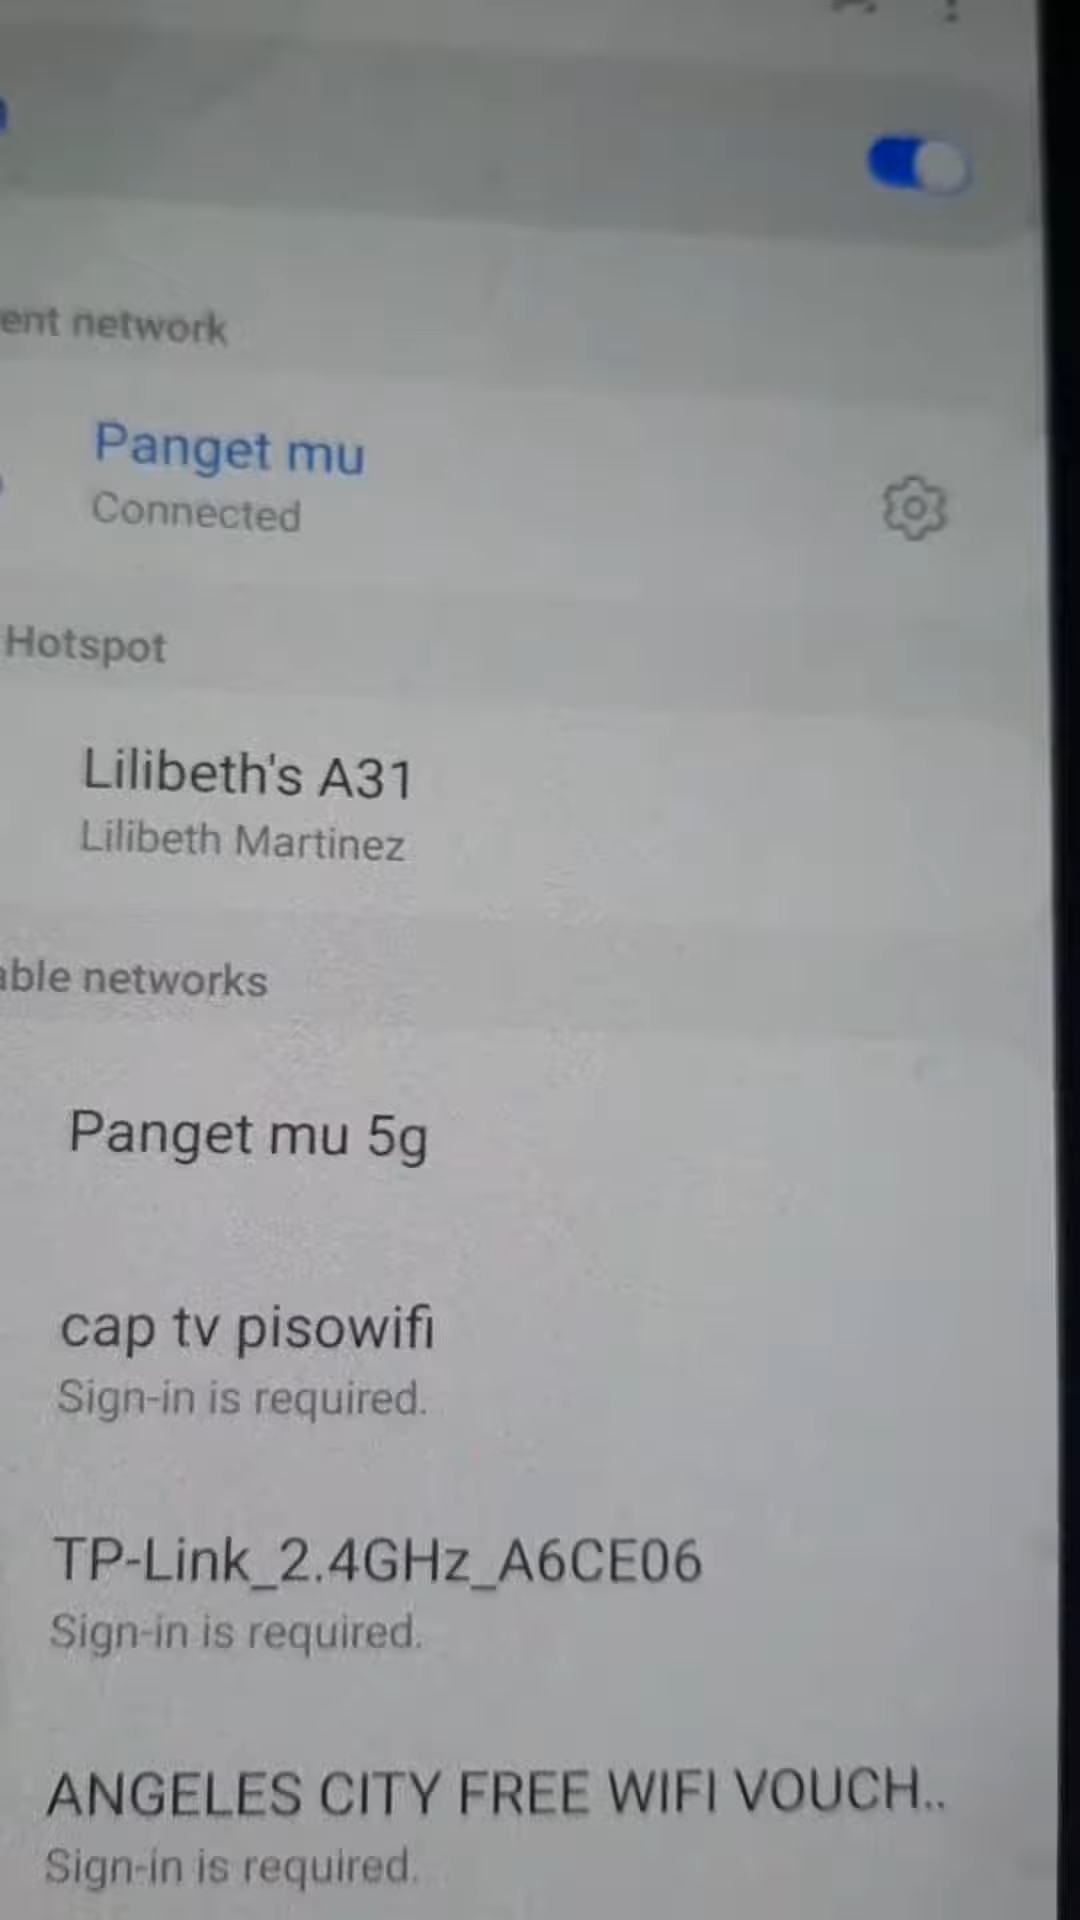 ent network
Panget mu
Connected
Hotspot
Lilibeth's A31
Lilibeth Martinez
able networks
Panget mu 5g
cap tv pisowifi
Sign-in is required.
TP-Link_2.4GHz_A6CE06
Sign-in is required.
ANGELES CITY FREE WIFI VOUCH..
Sign-in is required.